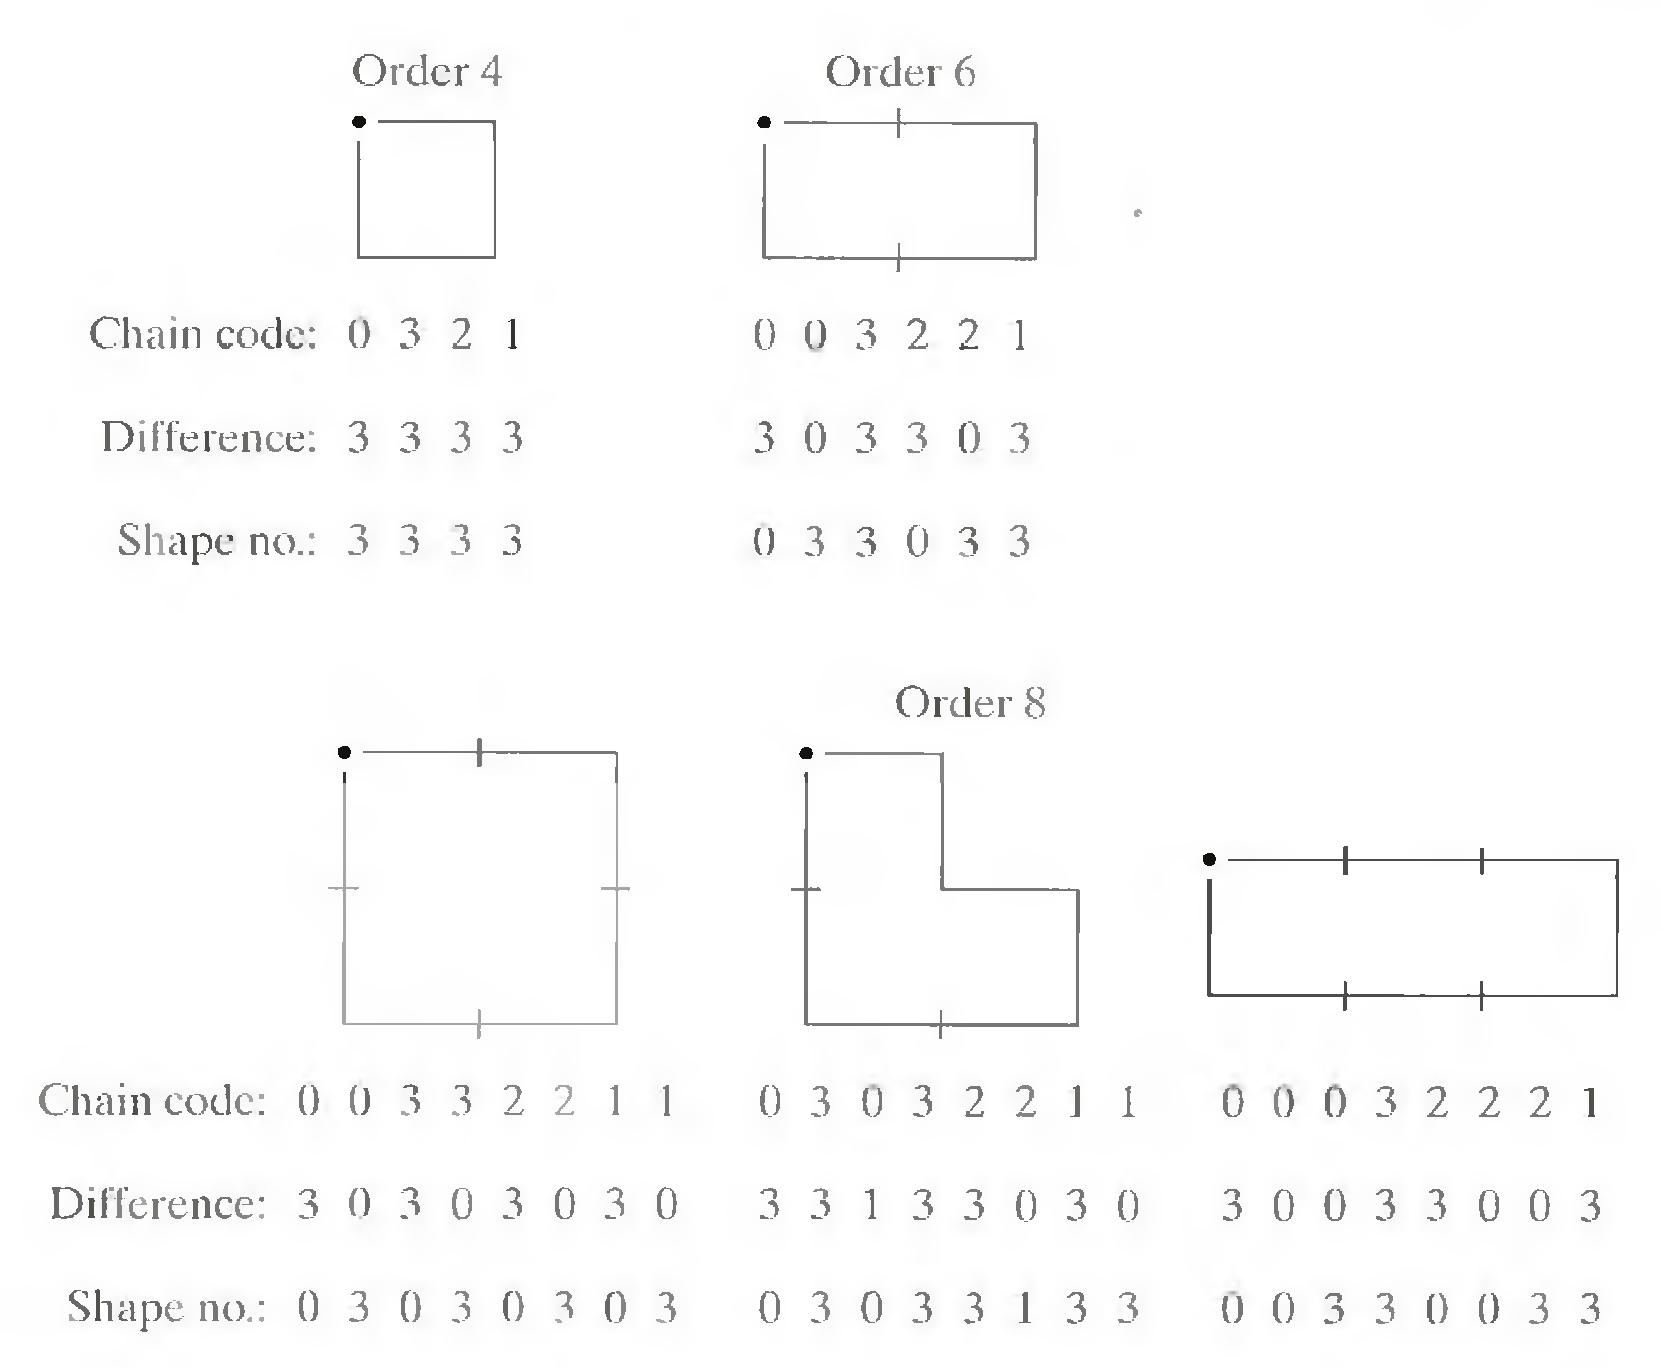 Order 4 Order 6
Chain code: 0 3 2 1 0 0 3 2 2 1
Difference: 3 3 3 3 3 0 3 3 0 3
Shape no.: 3 3 3 3 0 3 3 0 3 3
Order 8
Chain code: 0 0 3 3 2 2 1 1 0 3 0 3 2 2 1 1 0 0 0 3 2 2 2 1
Difference: 3 0 3 0 3 0 3 0 3 3 1 3 3 0 3 0 3 0 0 3 3 0 0 3
Shape no.: 0 3 0 3 0 3 0 3 0 3 0 3 3 1 3 3 0 0 3 3 0 0 3 3